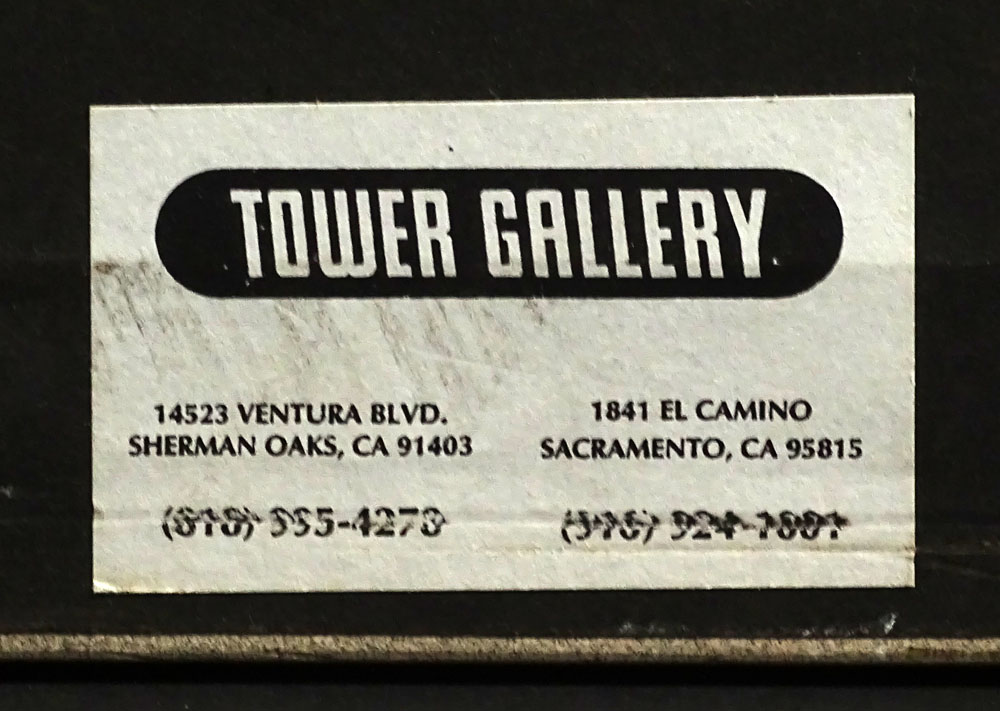 TOWER GALLERY
14523 VENTURA BLVD.
SHERMAN OAKS, CA 91403
1841 EL CAMINO
SACRAMENTO, CA 95815